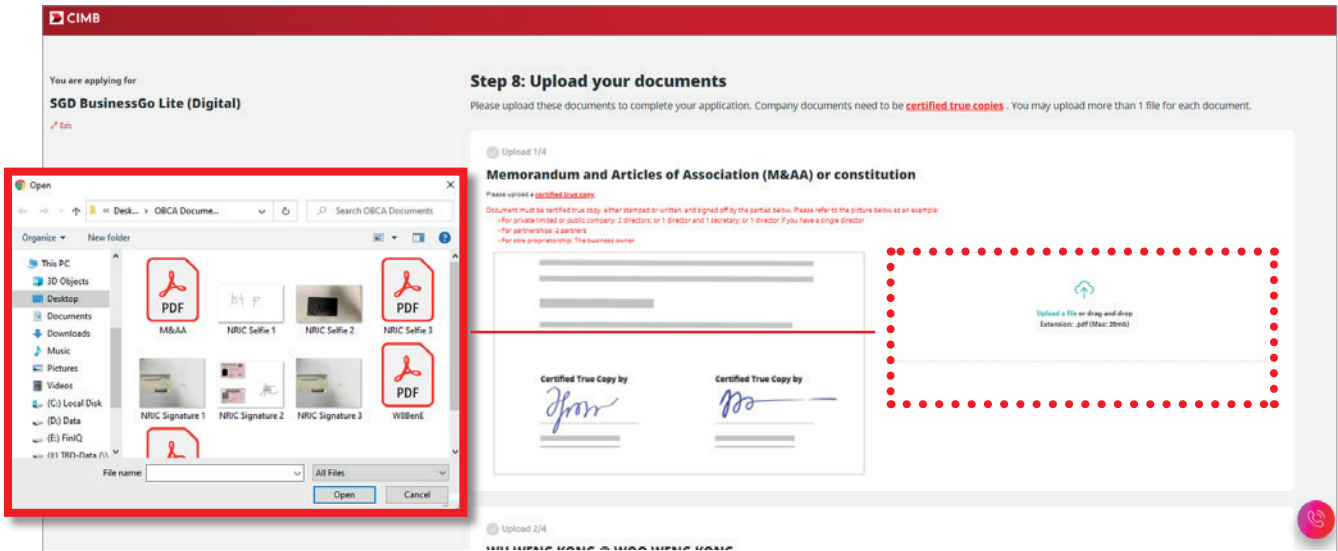 CIMB
You are applying for
SGD BusinessGo Lite (Digital)
Edit
Step 8: Upload your documents
Please upload these documents to complete your application. Company documents need to be certified true copies . You may upload more than 1 file for each document.
Upload 1/4
Memorandum and Articles of Association (M&AA) or constitution
Please upload a certified true copy.
Document must be certified true copy, either stamped or written, and signed off by the parties below. Please refer to the picture below as an example:
- For private limited or public company: 2 directors; or 1 director and 1 secretary; or 1 director if you have a single director
- For partnerships: 2 partners
- For sole proprietorship: The business owner
Certified True Copy by
Certified True Copy by
Upload a file or drag and drop
Extension: .pdf (Max: 20mb)
Upload 2/4
WU WENG KONG @ WOO WENG KONG
Open
« Desk... › OBCA Docume...
Search OBCA Documents
Organize
New folder
This PC
3D Objects
Desktop
Documents
Downloads
Music
Pictures
Videos
(C:) Local Disk
(D:) Data
(E:) FinIQ
PDF
M&AA
NRIC Selfie 1
NRIC Selfie 2
PDF
NRIC Selfie 3
NRIC Signature 1
NRIC Signature 2
NRIC Signature 3
PDF
W8BenE
File name:
All Files
Open
Cancel